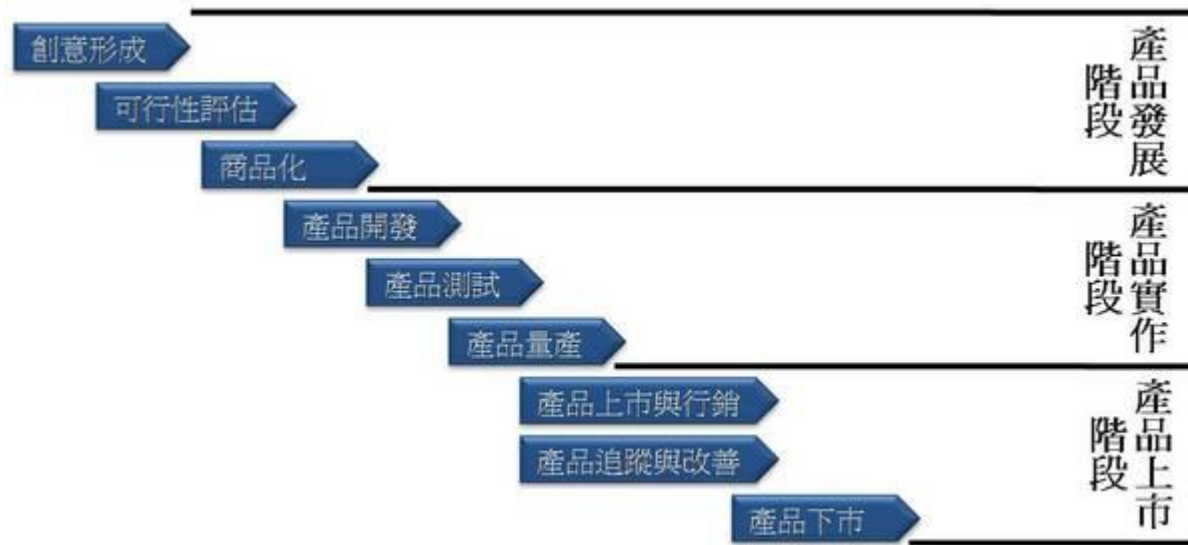 創意形成
可行性評估
商品化
產品發展
階段
產品開發
產品測試
產品量產
產品實作
階段
產品上市與行銷
產品追蹤與改善
產品下市
產品上市
階段